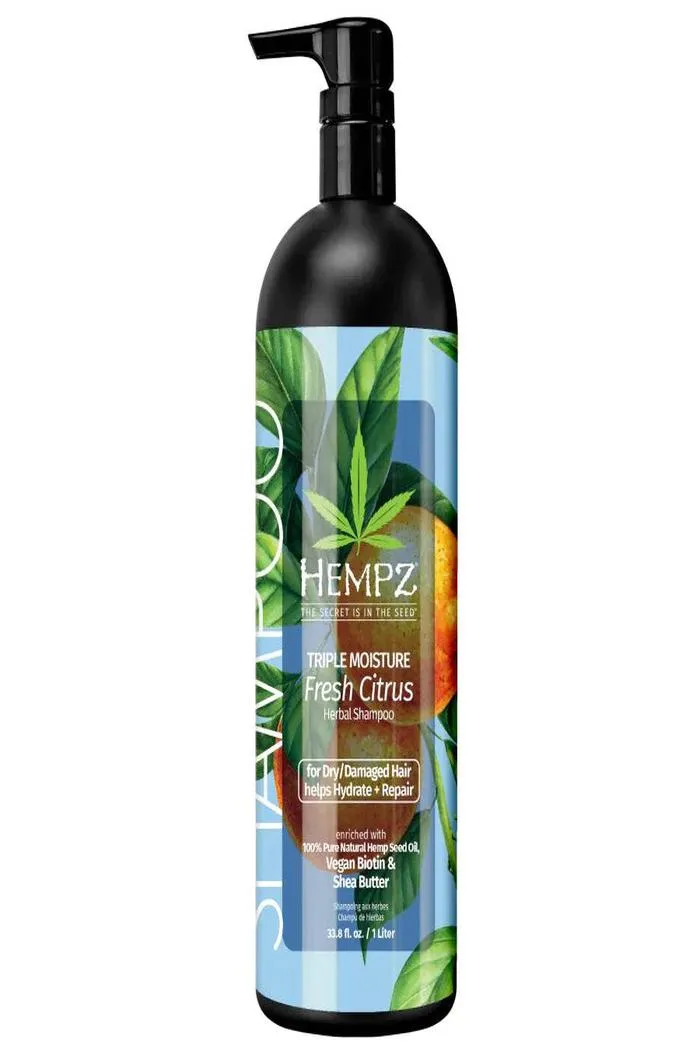 SHAMPOO
HEMPZ®
THE SECRET IS IN THE SEED®
TRIPLE MOISTURE
Fresh Citrus
Herbal Shampoo
for Dry/Damaged Hair
helps Hydrate + Repair
enriched with
100% Pure Natural Hemp Seed Oil,
Vegan Biotin &
Shea Butter
Shampoing aux herbes
Champú de hierbas
33.8 fl. oz. / 1 Liter